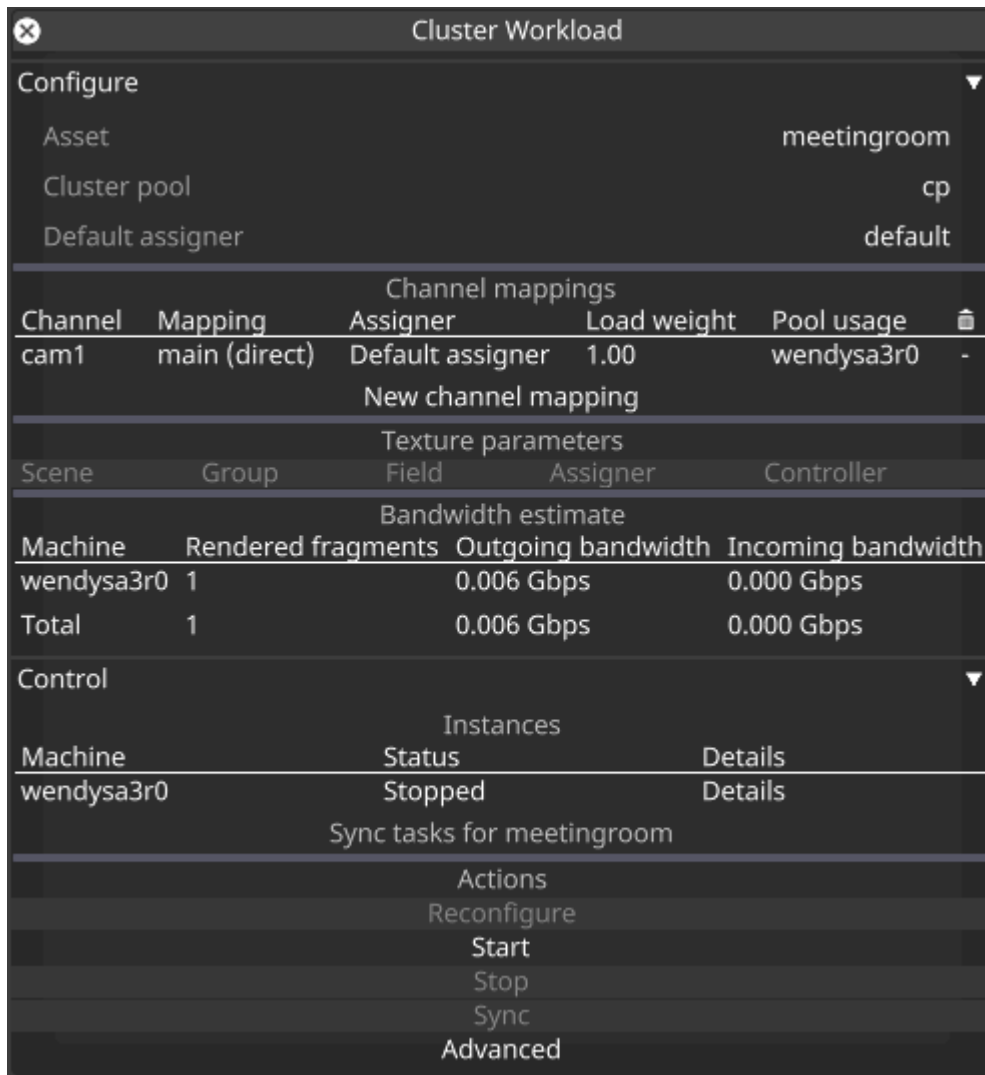 Cluster Workload
Configure
Asset meetingroom
Cluster pool cp
Default assigner default
Channel mappings
Channel Mapping Assigner Load weight Pool usage
cam1 main (direct) Default assigner 1.00 wendysa3r0 -
New channel mapping
Texture parameters
Scene Group Field Assigner Controller
Bandwidth estimate
Machine Rendered fragments Outgoing bandwidth Incoming bandwidth
wendysa3r0 1 0.006 Gbps 0.000 Gbps
Total 1 0.006 Gbps 0.000 Gbps
Control
Instances
Machine Status Details
wendysa3r0 Stopped Details
Sync tasks for meetingroom
Actions
Reconfigure
Start
Stop
Sync
Advanced